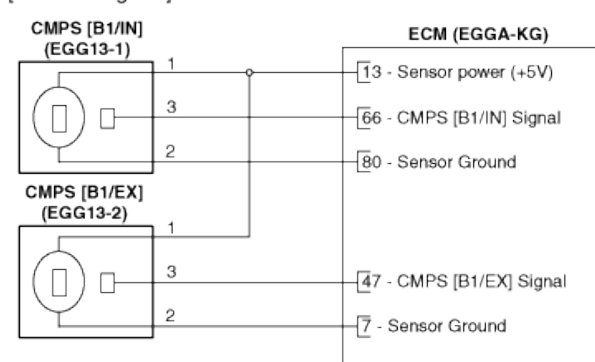 CMPS [B1/IN]
(EGG13-1)
ECM (EGGA-KG)
1
13 - Sensor power (+5V)
3
66 - CMPS [B1/IN] Signal
2
80 - Sensor Ground
CMPS [B1/EX]
(EGG13-2)
1
3
47 - CMPS [B1/EX] Signal
2
7 - Sensor Ground